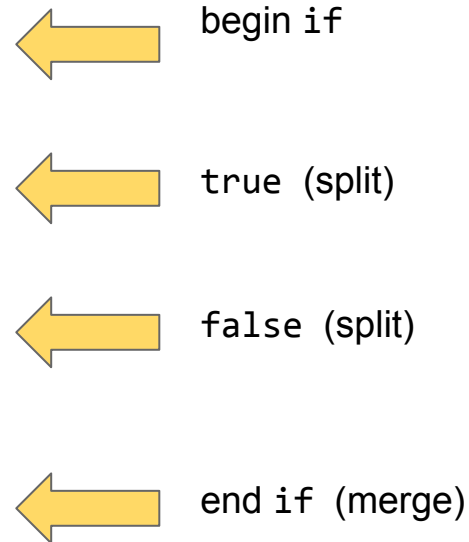 begin if
true (split)
false (split)
end if (merge)